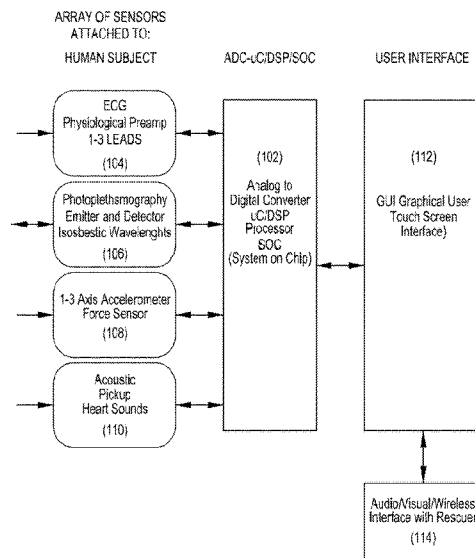 ARRAY OF SENSORS
ATTACHED TO:
HUMAN SUBJECT
ADC-uC/DSP/SOC
USER INTERFACE
ECG
Physiological Preamp
1-3 LEADS
(104)
Photoplethsmography
Emitter and Detector
Isosbestic Wavelenghts
(106)
1-3 Axis Accelerometer
Force Sensor
(108)
Acoustic
Pickup
Heart Sounds
(110)
(102)
Analog to
Digital Converter
uC/DSP
Processor
SOC
(System on Chip)
(112)
GUI Graphical User
Touch Screen
Interface)
Audio/Visual/Wireless
Interface with Rescuer
(114)